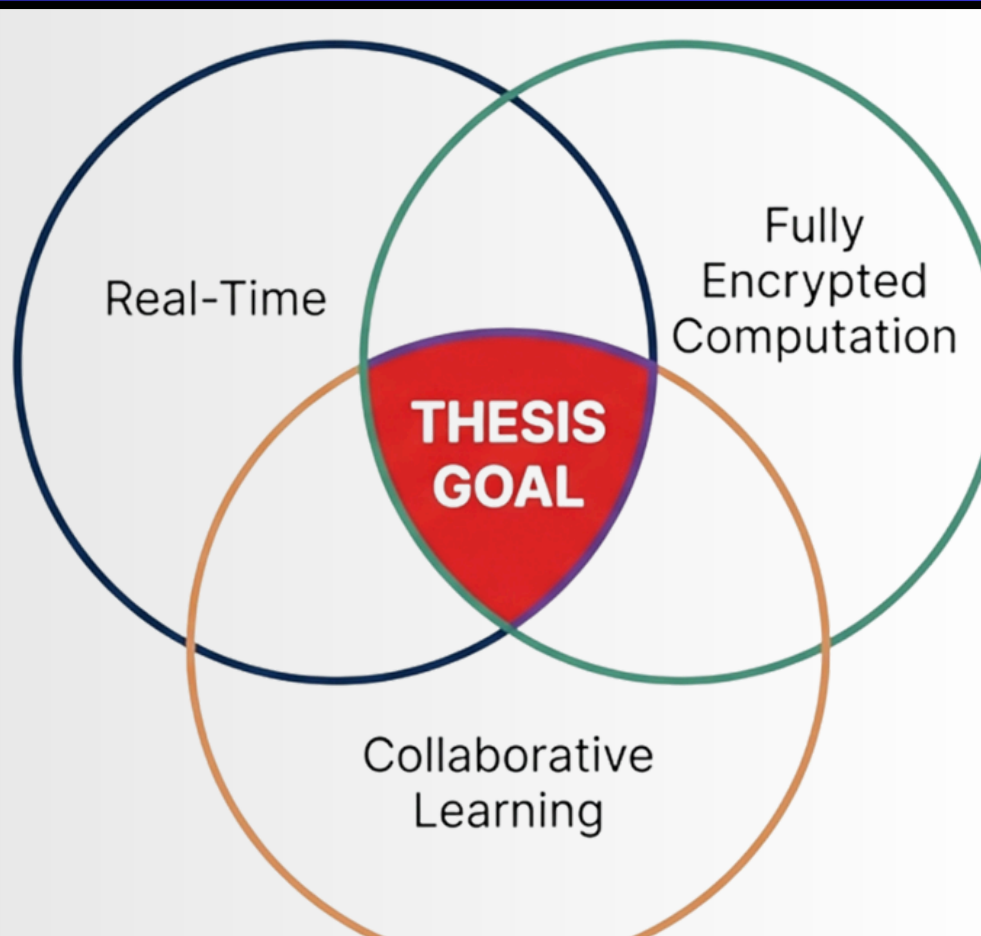 Real-Time
Fully
Encrypted
Computation
THESIS
GOAL
Collaborative
Learning